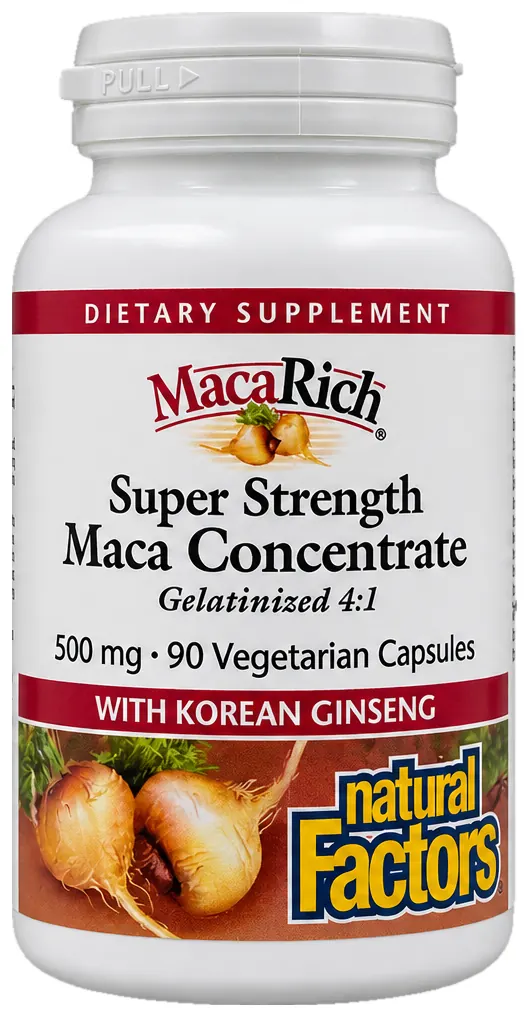 PULL
DIETARY SUPPLEMENT
MacaRich®
Super Strength
Maca Concentrate
Gelatinized 4:1
500 mg • 90 Vegetarian Capsules
WITH KOREAN GINSENG
natural
Factors®